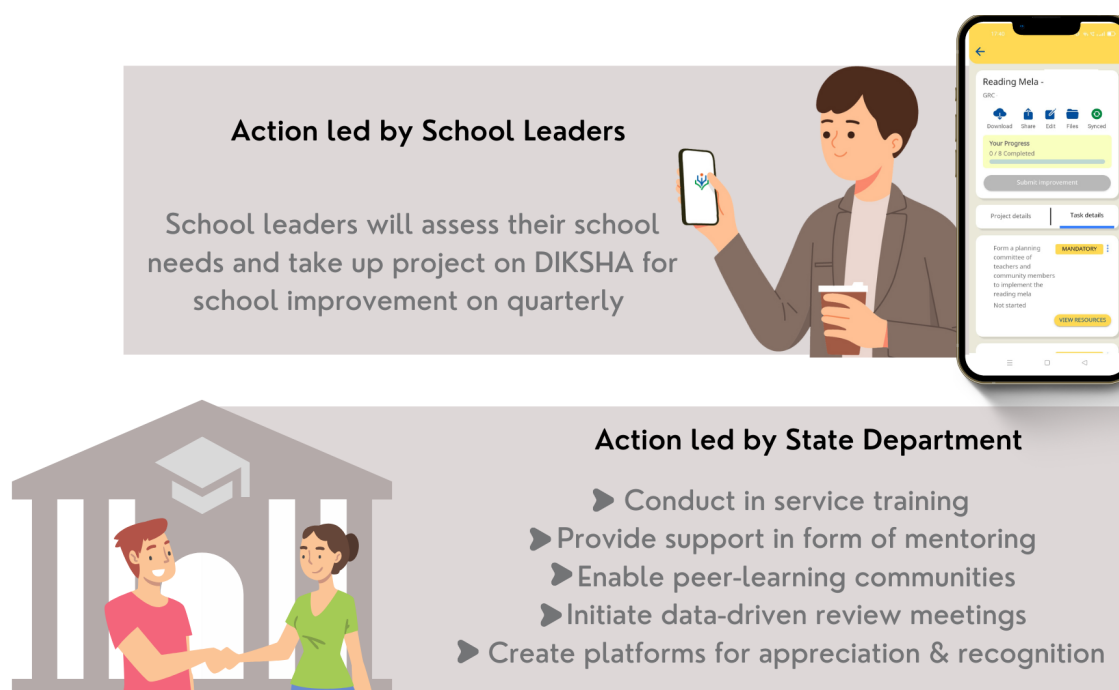 Action led by School Leaders
School leaders will assess their school
needs and take up project on DIKSHA for
school improvement on quarterly
Reading Mela -
GRC
Download Share Edit Files Synced
Your Progress
0 / 8 Completed
Submit improvement
Project details Task details
Form a planning
committee of
teachers and
community members
to implement the
reading mela
MANDATORY
Not started
VIEW RESOURCES
Action led by State Department
Conduct in service training
Provide support in form of mentoring
Enable peer-learning communities
Initiate data-driven review meetings
Create platforms for appreciation & recognition